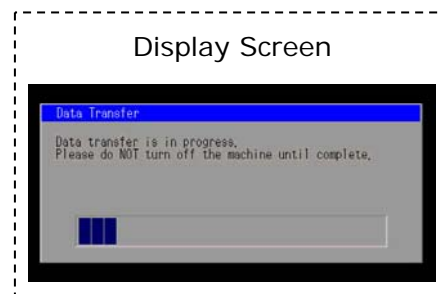 Display Screen
Data Transfer
Data transfer is in progress.
Please do NOT turn off the machine until complete.